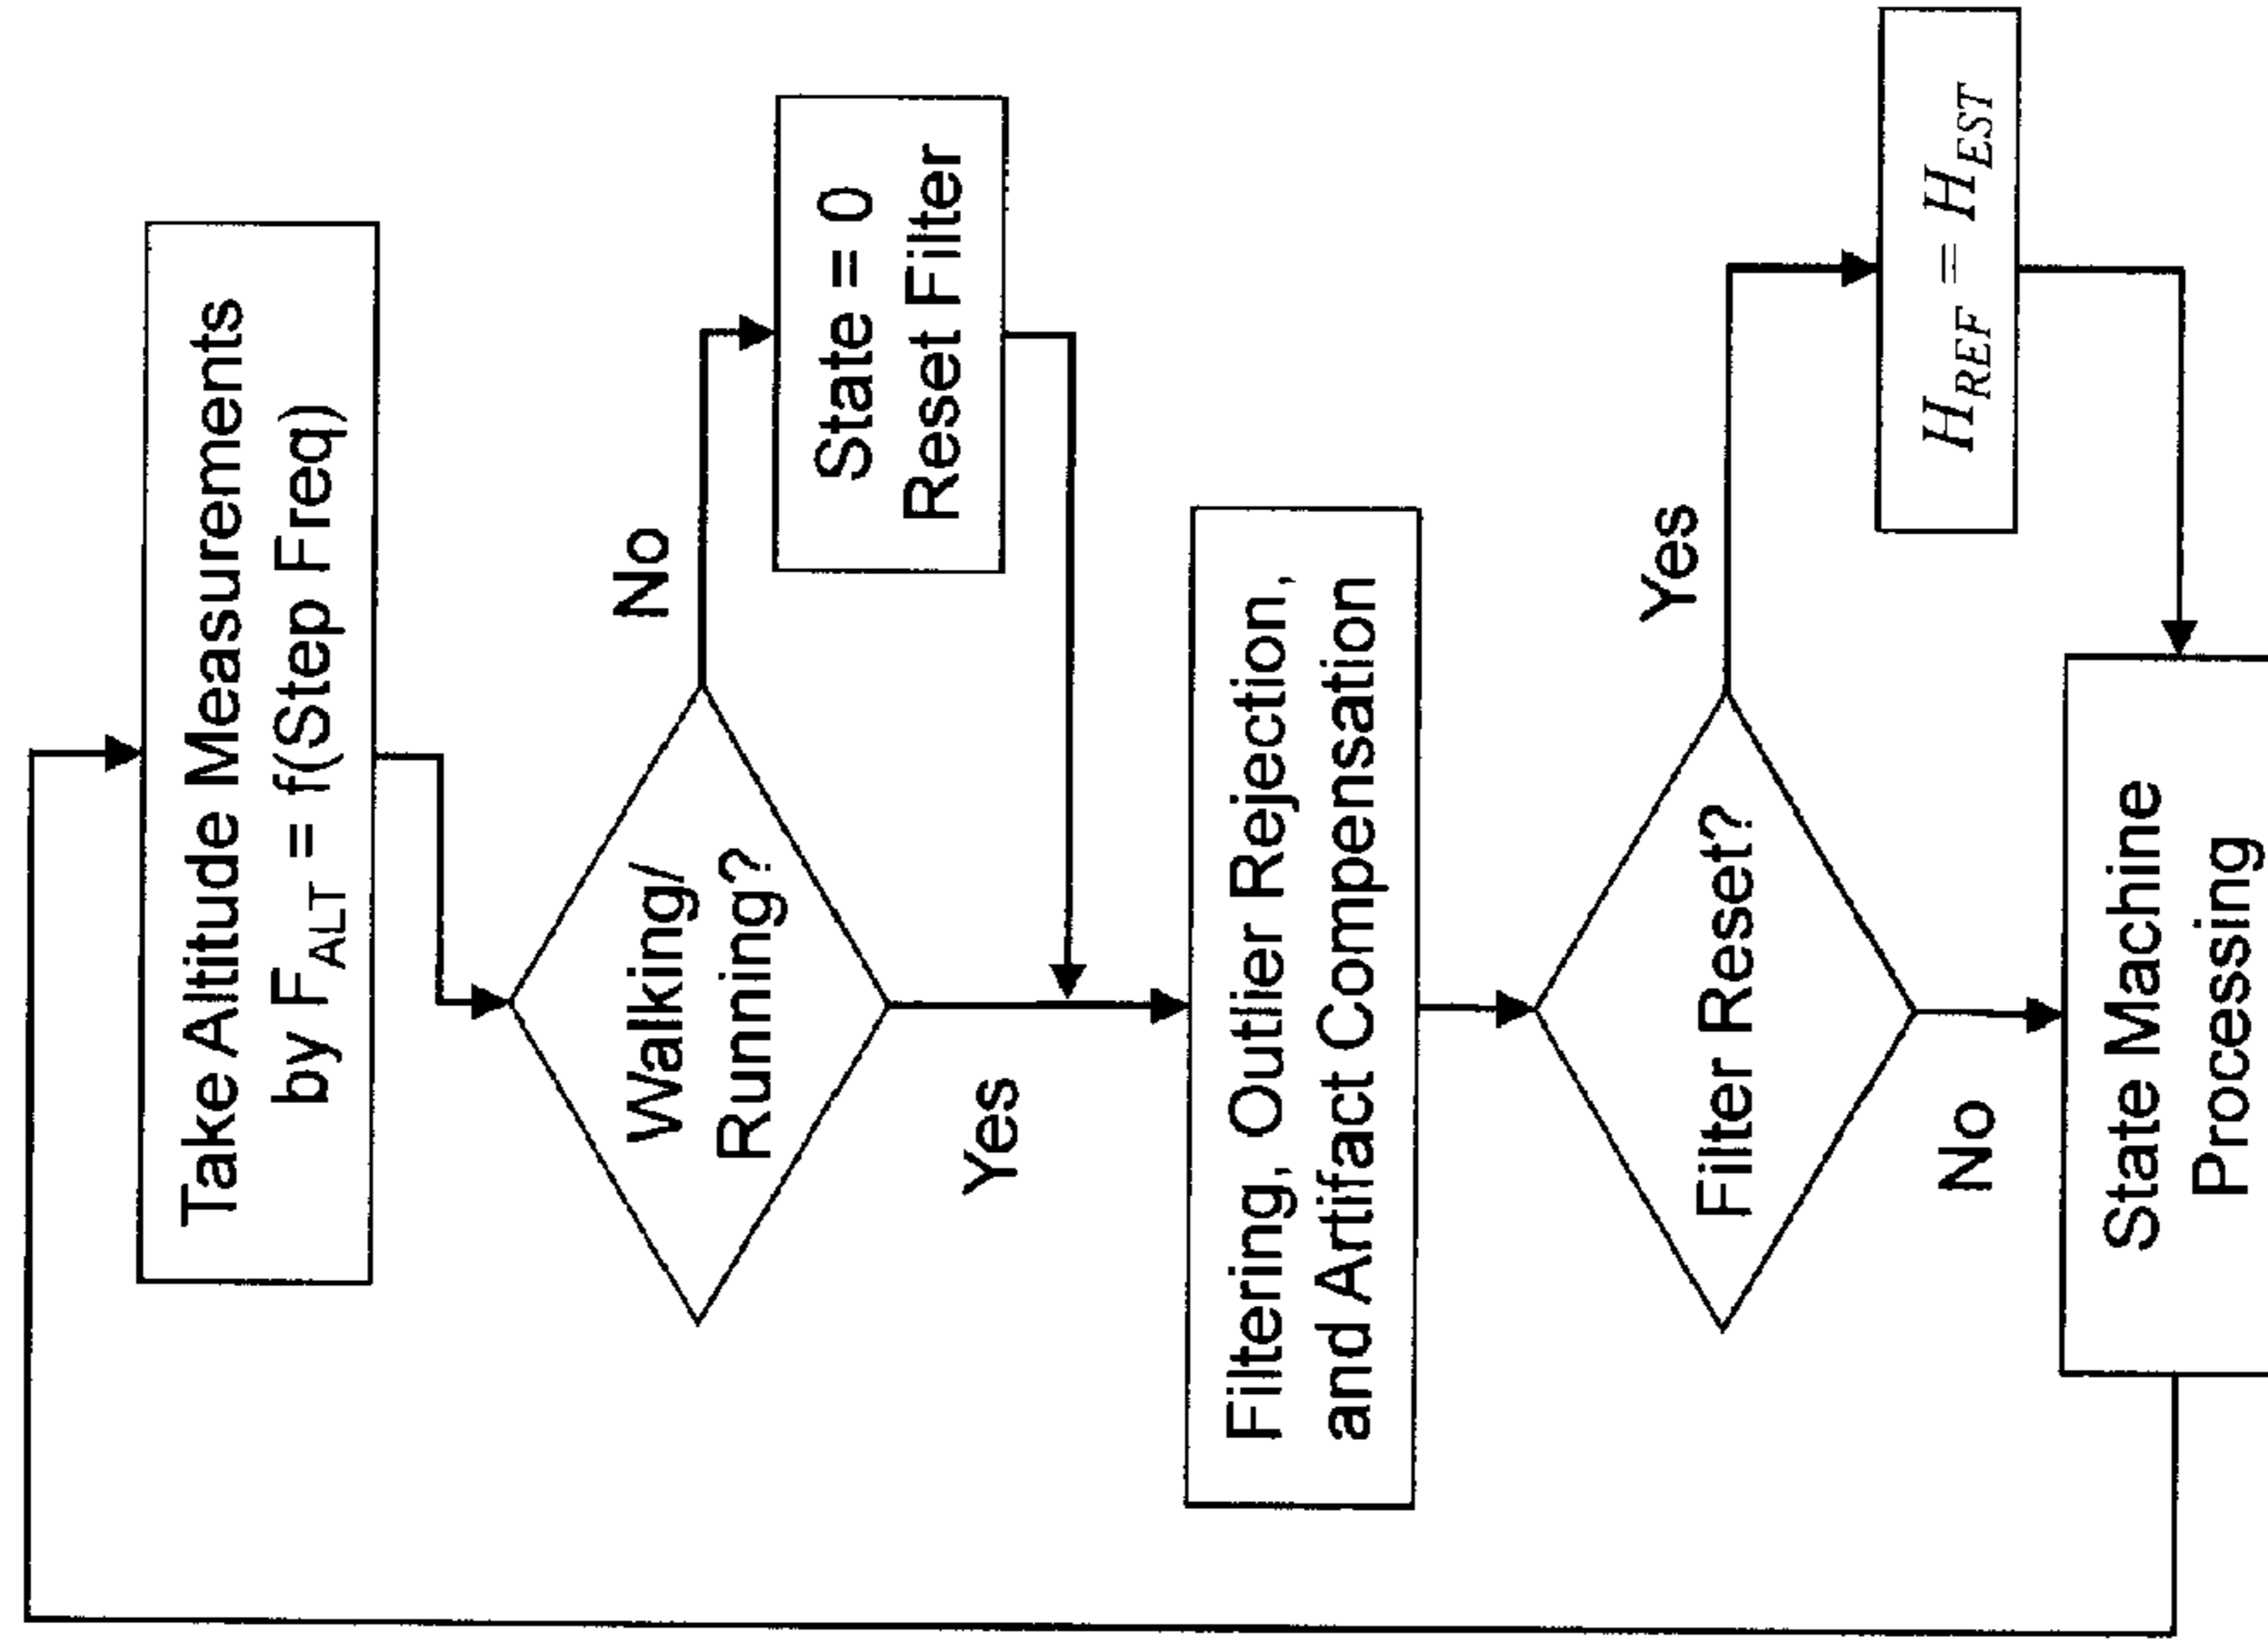 Take Altitude Measurements
by F_ALT = f(Step Freq)
Walking/
Running?
No
State = 0
Reset Filter
Yes
Filtering, Outlier Rejection,
and Artifact Compensation
Filter Reset?
Yes
H_REF = H_EST
No
State Machine
Processing